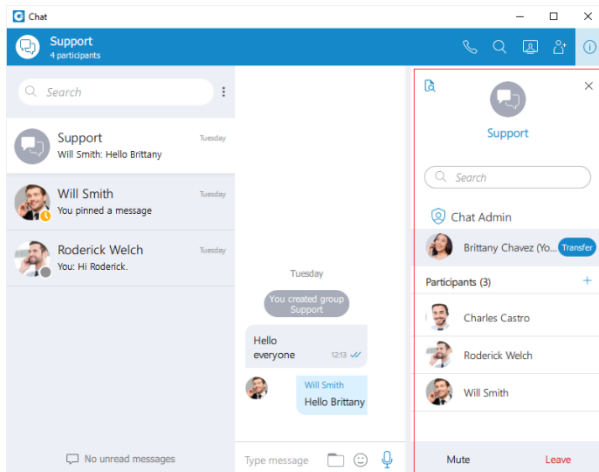 Chat
Support
4 participants
Search
Support
Tuesday
Will Smith: Hello Brittany
Will Smith
Tuesday
You pinned a message
Roderick Welch
Tuesday
You: Hi Roderick.
No unread messages
Tuesday
You created group
Support
Hello
everyone
12:13
Will Smith
Hello Brittany
Type message
Support
Search
Chat Admin
Brittany Chavez (Yo... Transfer
Participants (3)
Charles Castro
Roderick Welch
Will Smith
Mute
Leave